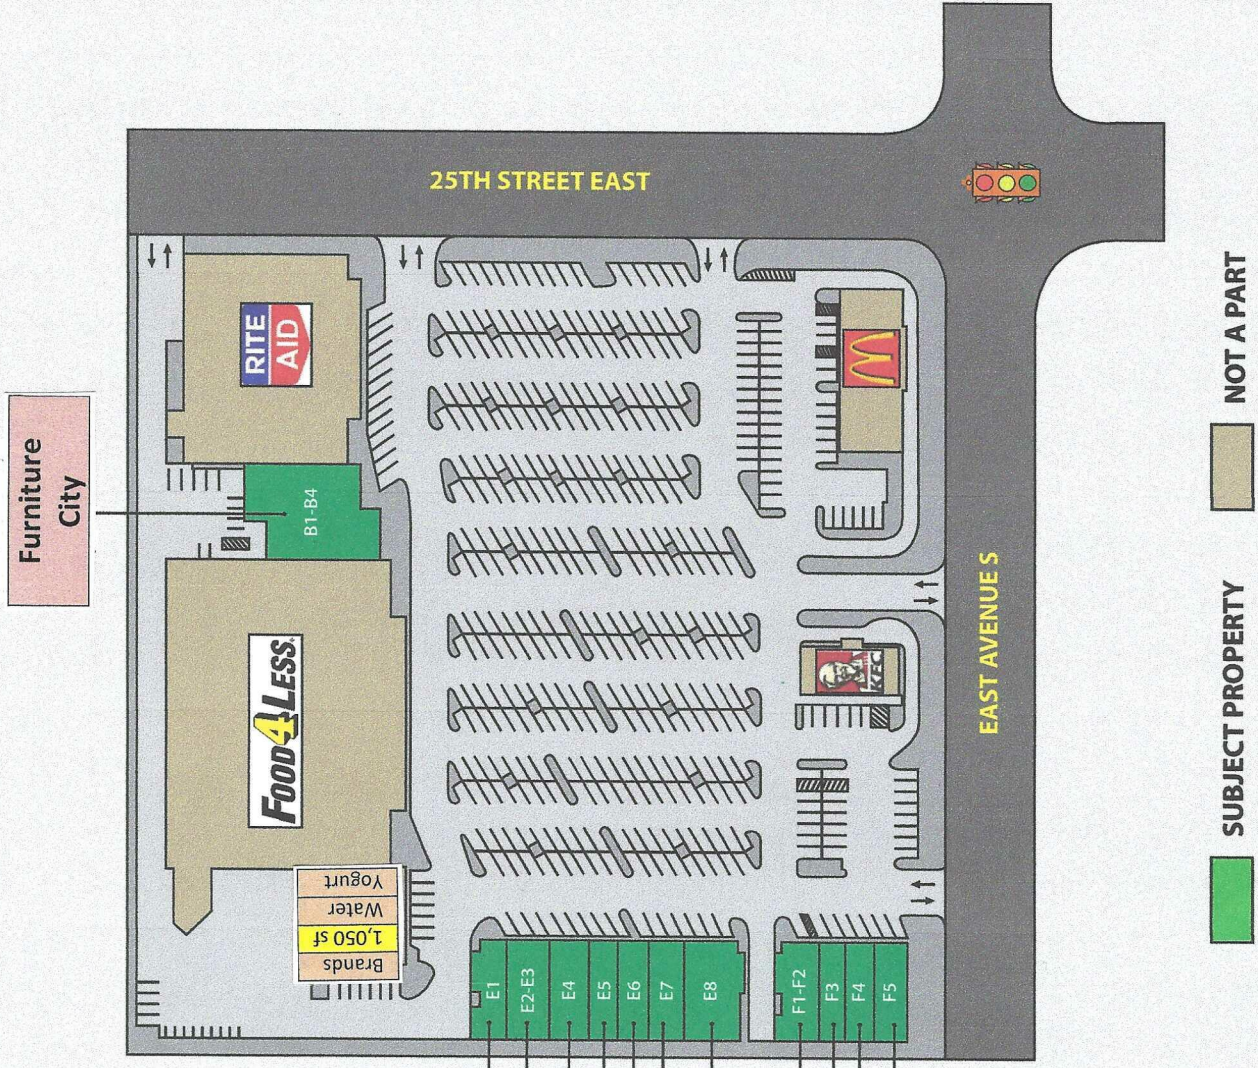 Furniture
City
25TH STREET EAST
RITE
AID
B1-B4
FOOD4LESS.
Yogurt
Water
1,050 sf
Brands
KFC
EAST AVENUE S
E1
E2-E3
E4
E5
E6
E7
E8
F1-F2
F3
F4
F5
SUBJECT PROPERTY
NOT A PART